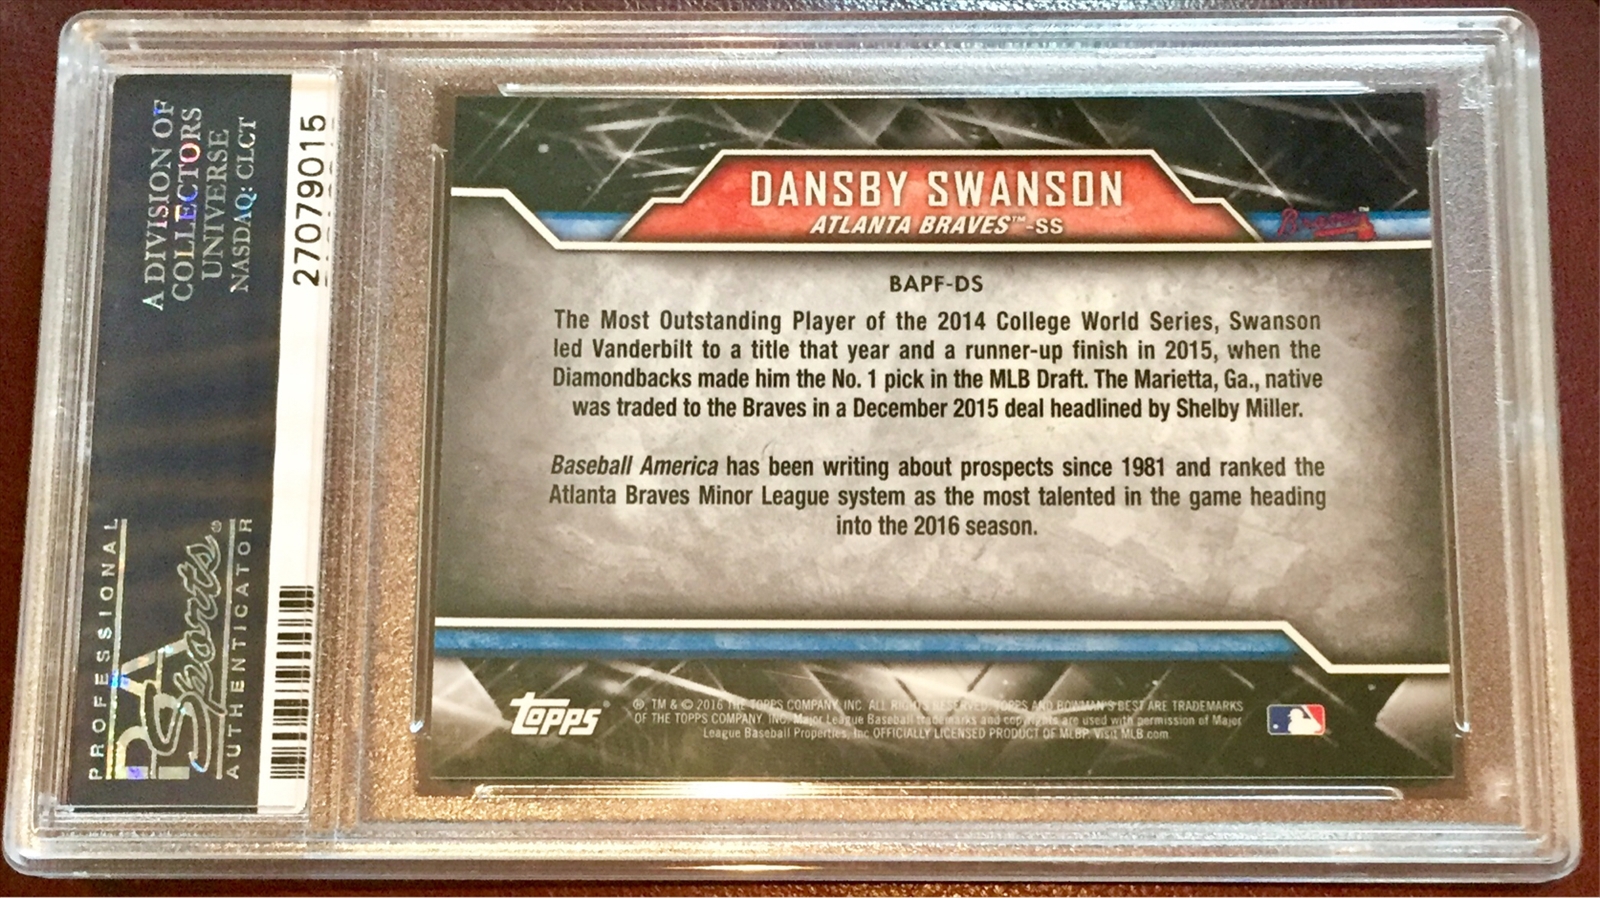 A DIVISION OF
COLLECTORS
UNIVERSE
NASDAQ: CLCT
27079015
PROFESSIONAL
PSA
Sports®
AUTHENTICATOR
DANSBY SWANSON
ATLANTA BRAVES™-SS
Braves™
BAPF-DS
The Most Outstanding Player of the 2014 College World Series, Swanson
led Vanderbilt to a title that year and a runner-up finish in 2015, when the
Diamondbacks made him the No. 1 pick in the MLB Draft. The Marietta, Ga., native
was traded to the Braves in a December 2015 deal headlined by Shelby Miller.
Baseball America has been writing about prospects since 1981 and ranked the
Atlanta Braves Minor League system as the most talented in the game heading
into the 2016 season.
topps®
®, TM & © 2016 THE TOPPS COMPANY, INC. ALL RIGHTS RESERVED. TOPPS AND BOWMAN'S BEST ARE TRADEMARKS
OF THE TOPPS COMPANY, INC. Major League Baseball trademarks and copyrights are used with permission of Major
League Baseball Properties, Inc. OFFICIALLY LICENSED PRODUCT OF MLBP. Visit MLB.com.